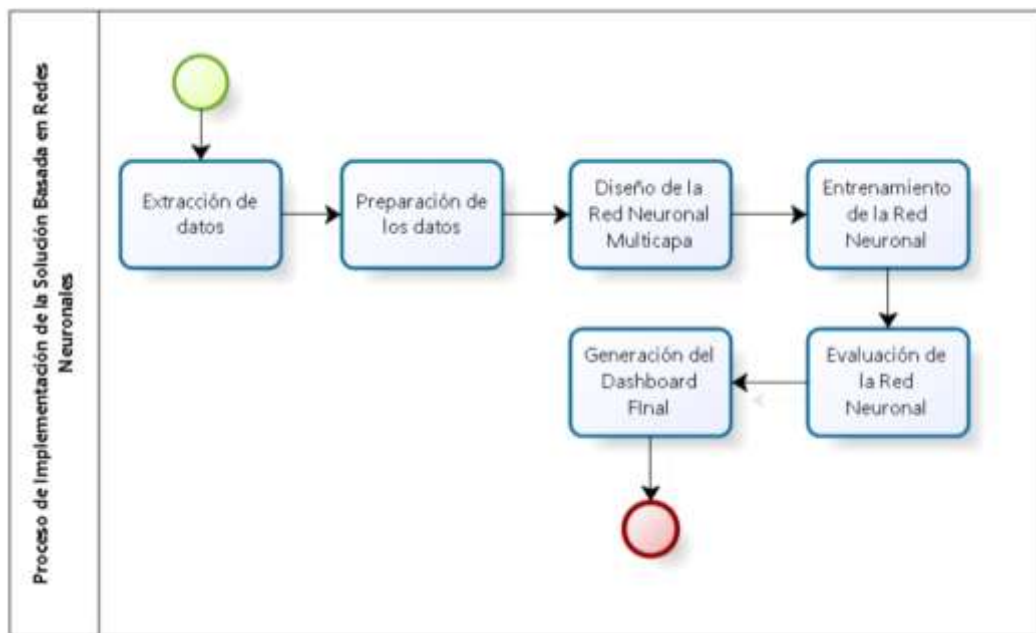 Proceso de Implementación de la Solución Basada en Redes
Neuronales
Extracción de
datos
Preparación de
los datos
Diseño de la
Red Neuronal
Multicapa
Entrenamiento
de la Red
Neuronal
Generación del
Dashboard
Final
Evaluación de
la Red
Neuronal